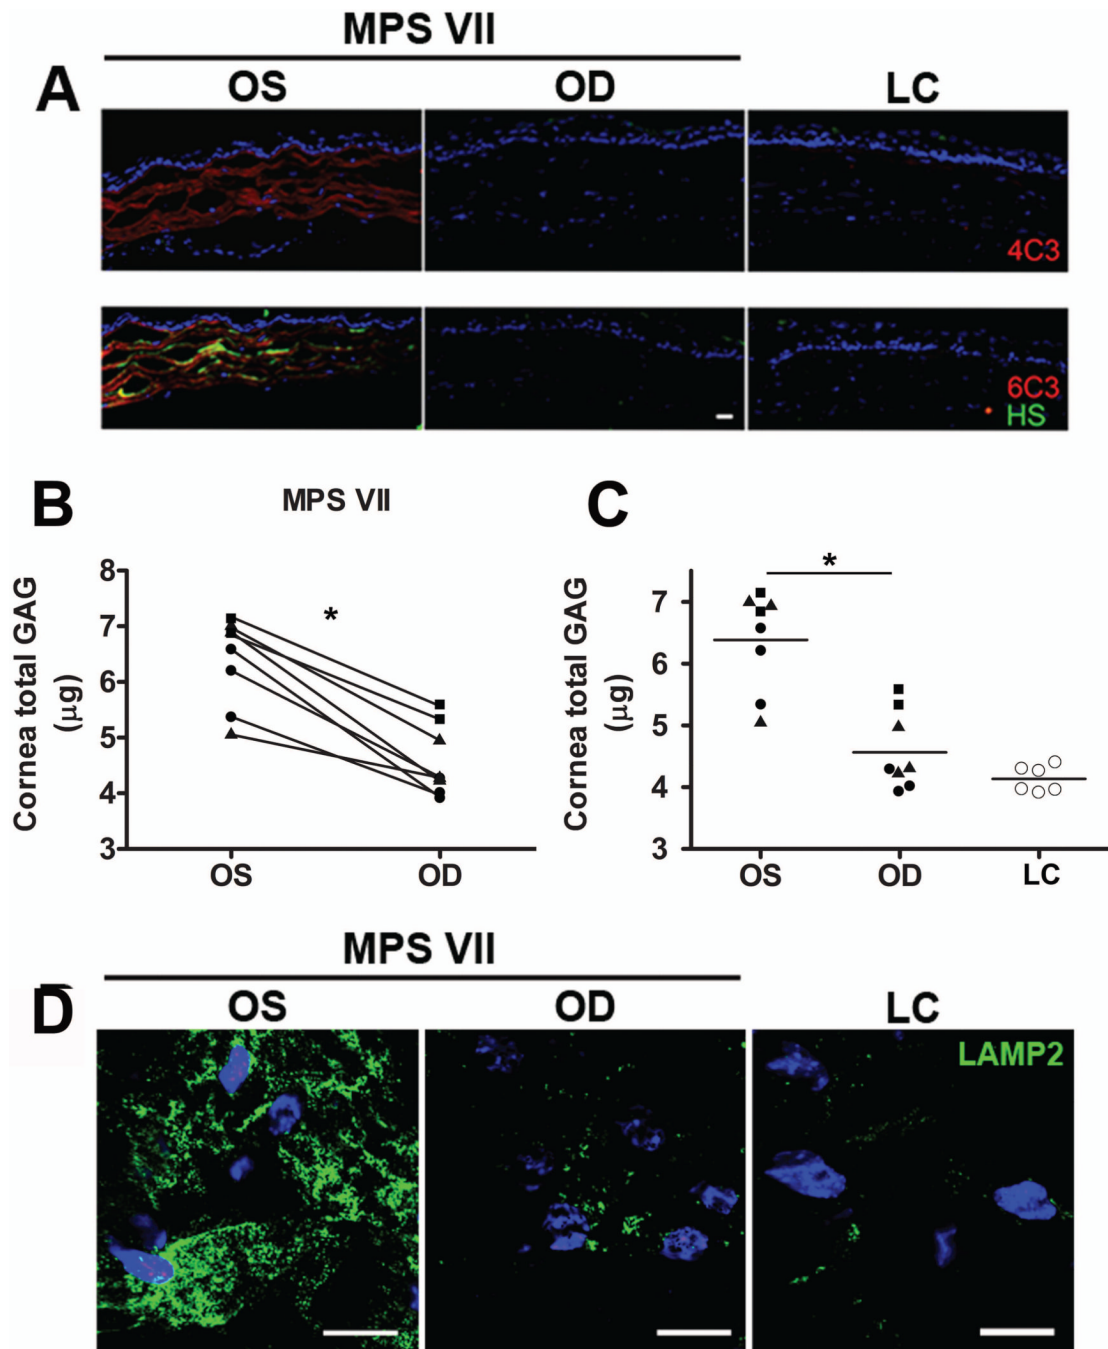 MPS VII
A
OS OD LC
4C3
6C3
HS
B
MPS VII
Cornea total GAG
(μg)
8
7
6
5
4
3
*
OS OD
C
Cornea total GAG
(μg)
7
6
5
4
3
*
OS OD LC
MPS VII
D
OS OD LC
LAMP2